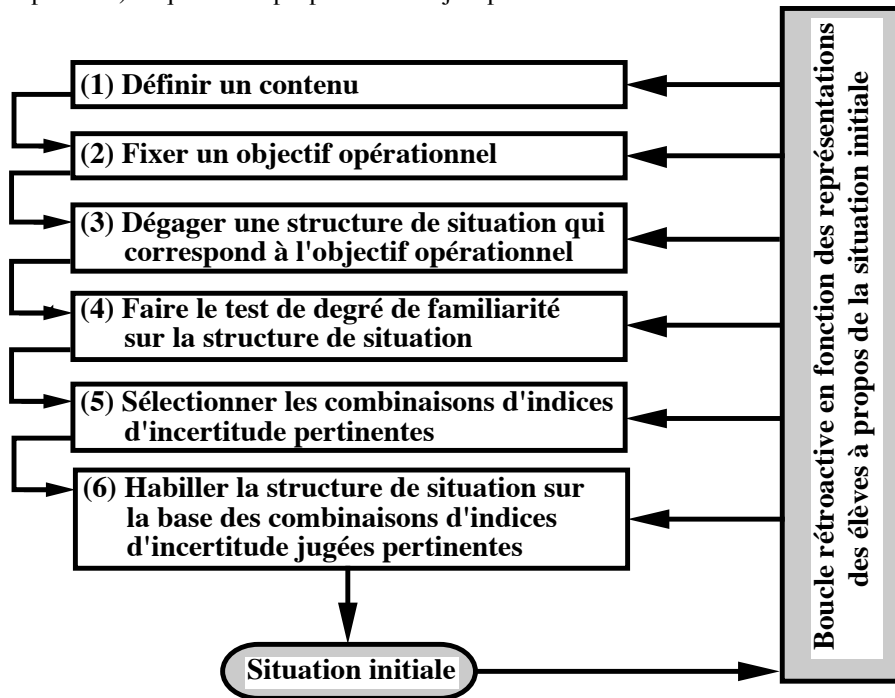 (1) Définir un contenu
(2) Fixer un objectif opérationnel
(3) Dégager une structure de situation qui
correspond à l'objectif opérationnel
(4) Faire le test de degré de familiarité
sur la structure de situation
(5) Sélectionner les combinaisons d'indices
d'incertitude pertinentes
(6) Habiller la structure de situation sur
la base des combinaisons d'indices
d'incertitude jugées pertinentes
Situation initiale
Boucle rétroactive en fonction des représentations
des élèves à propos de la situation initiale